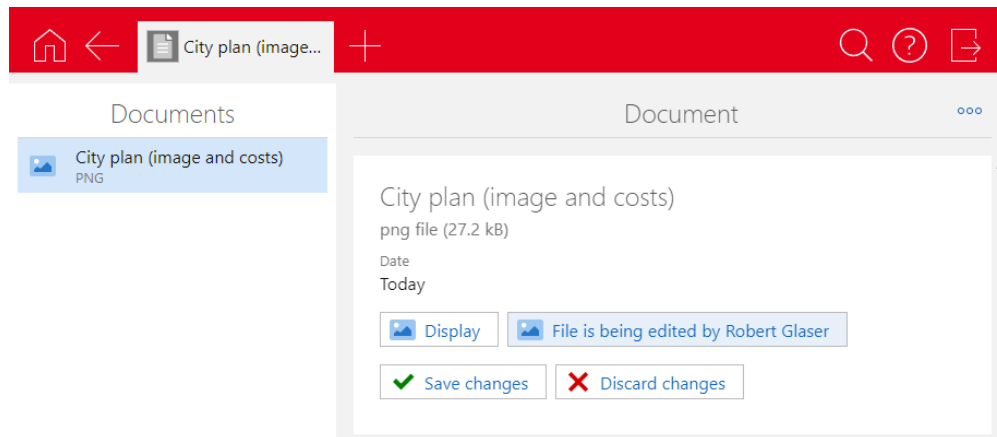 City plan (image...
Documents
City plan (image and costs)
PNG
Document
City plan (image and costs)
png file (27.2 kB)
Date
Today
Display
File is being edited by Robert Glaser
Save changes
Discard changes